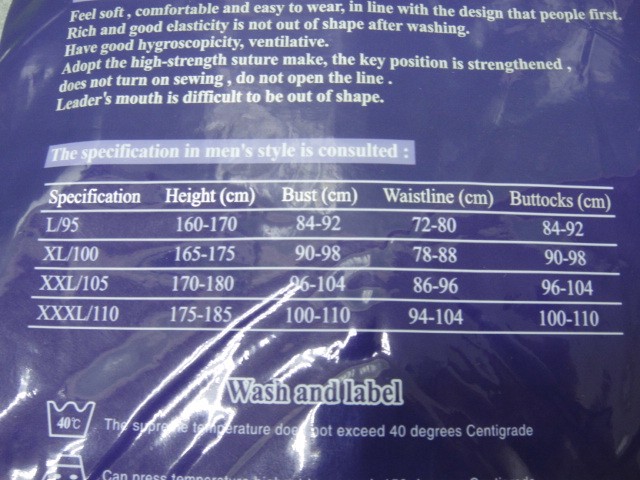 Feel soft , comfortable and easy to wear, in line with the design that people first.
Rich and good elasticity is not out of shape after washing.
Have good hygroscopicity, ventilative.
Adopt the high-strength suture make, the key position is strengthened ,
does not turn on sewing , do not open the line .
Leader's mouth is difficult to be out of shape.
The specification in men's style is consulted :
Specification Height (cm) Bust (cm) Waistline (cm) Buttocks (cm)
L/95 160-170 84-92 72-80 84-92
XL/100 165-175 90-98 78-88 90-98
XXL/105 170-180 96-104 86-96 96-104
XXXL/110 175-185 100-110 94-104 100-110
Wash and label
40°C The supreme temperature does not exceed 40 degrees Centigrade
Can press temperature